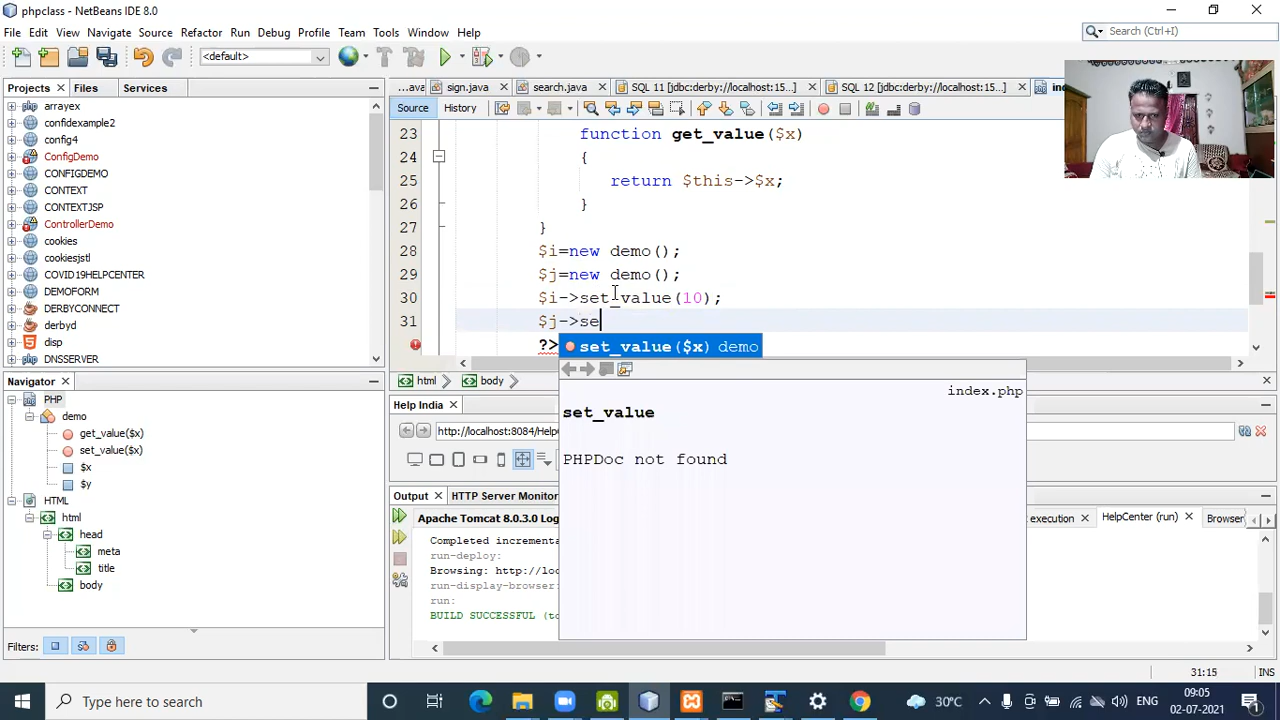 phpclass - NetBeans IDE 8.0
File Edit View Navigate Source Refactor Run Debug Profile Team Tools Window Help
Search (Ctrl+I)
<default>
Projects Files Services
...ava sign.java search.java SQL 11 [jdbc:derby://localhost:15... SQL 12 [jdbc:derby://localhost:15...
Source History
arrayex
confidexample2
config4
ConfigDemo
CONFIGDEMO
CONTEXT
CONTEXTJSP
ControllerDemo
cookies
cookiesjstl
COVID19HELPCENTER
DEMOFORM
DERBYCONNECT
derbyd
disp
DNSSERVER
23 function get_value($x)
24 {
25 return $this->$x;
26 }
27 }
28 $i=new demo();
29 $j=new demo();
30 $i->set_value(10);
31 $j->se
?>
set_value($x) demo
index.php
set_value
PHPDoc not found
html body
Navigator
PHP
demo
get_value($x)
set_value($x)
$x
$y
HTML
html
head
meta
title
body
Filters:
Help India
http://localhost:8084/Help
Output HTTP Server Monitor
Apache Tomcat 8.0.3.0 Log
execution HelpCenter (run) Browser
Completed incrementa
run-deploy:
Browsing: http://loc
run-display-browser:
run:
BUILD SUCCESSFUL (to
31:15 INS
Type here to search
30°C
ENG
09:05
02-07-2021
1